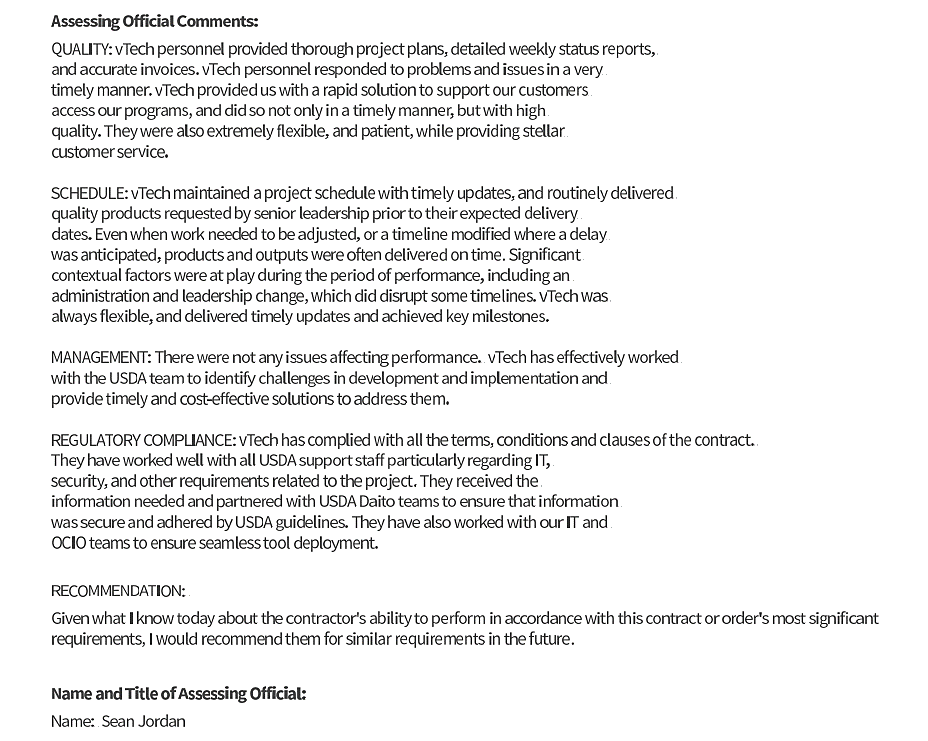 Assessing Official Comments:
QUALITY: vTech personnel provided thorough project plans, detailed weekly status reports,
and accurate invoices. vTech personnel responded to problems and issues in a very
timely manner. vTech provided us with a rapid solution to support our customers
access our programs, and did so not only in a timely manner, but with high
quality. They were also extremely flexible, and patient, while providing stellar
customer service.
SCHEDULE: vTech maintained a project schedule with timely updates, and routinely delivered
quality products requested by senior leadership prior to their expected delivery
dates. Even when work needed to be adjusted, or a timeline modified where a delay
was anticipated, products and outputs were often delivered on time. Significant
contextual factors were at play during the period of performance, including an
administration and leadership change, which did disrupt some timelines. vTech was
always flexible, and delivered timely updates and achieved key milestones.
MANAGEMENT: There were not any issues affecting performance. vTech has effectively worked
with the USDA team to identify challenges in development and implementation and
provide timely and cost-effective solutions to address them.
REGULATORY COMPLIANCE: vTech has complied with all the terms, conditions and clauses of the contract.
They have worked well with all USDA support staff particularly regarding IT,
security, and other requirements related to the project. They received the
information needed and partnered with USDA Daito teams to ensure that information
was secure and adhered by USDA guidelines. They have also worked with our IT and
OCIO teams to ensure seamless tool deployment.
RECOMMENDATION:
Given what I know today about the contractor's ability to perform in accordance with this contract or order's most significant
requirements, I would recommend them for similar requirements in the future.
Name and Title of Assessing Official:
Name: Sean Jordan